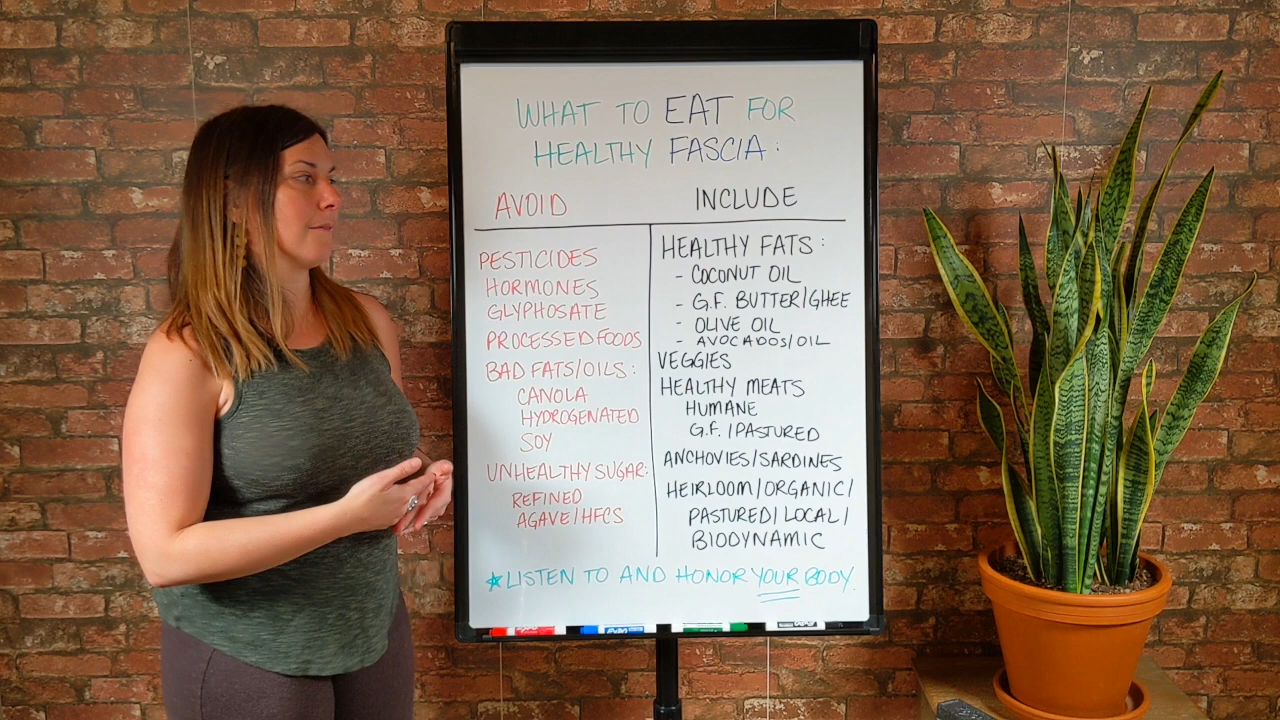 WHAT TO EAT FOR
HEALTHY FASCIA:
AVOID
PESTICIDES
HORMONES
GLYPHOSATE
PROCESSED FOODS
BAD FATS/OILS:
CANOLA
HYDROGENATED
SOY
UNHEALTHY SUGAR:
REFINED
AGAVE/HFCS
INCLUDE
HEALTHY FATS:
- COCONUT OIL
- G.F. BUTTER/GHEE
- OLIVE OIL
- AVOCADOS/OIL
VEGGIES
HEALTHY MEATS
HUMANE
G.F./PASTURED
ANCHOVIES/SARDINES
HEIRLOOM/ORGANIC/
PASTURED/LOCAL/
BIODYNAMIC
*LISTEN TO AND HONOR YOUR BODY.
EXPO